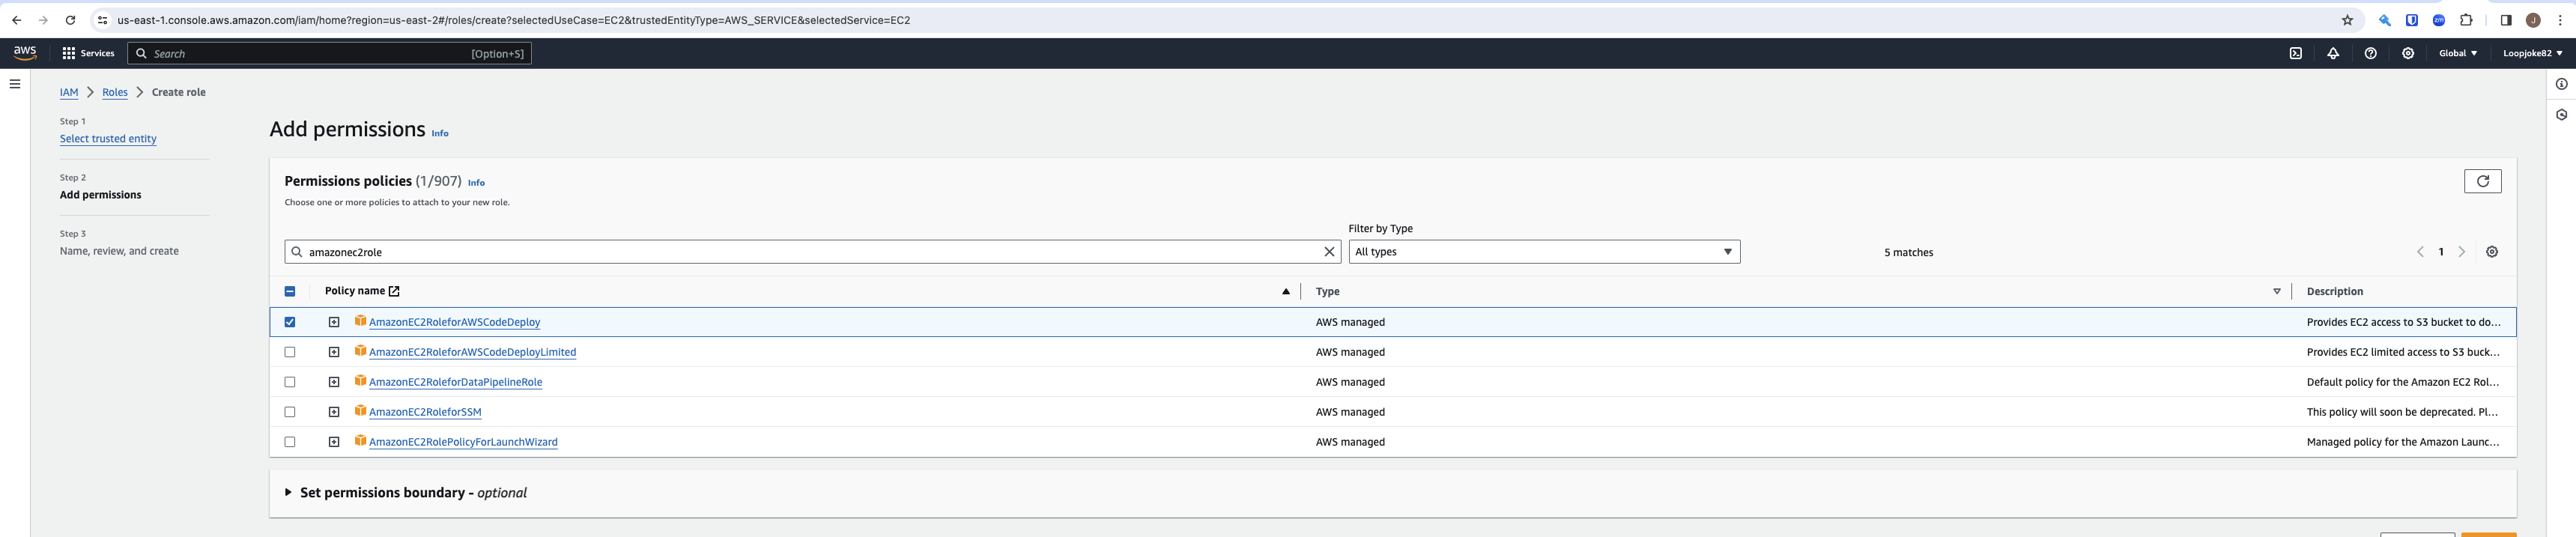 us-east-1.console.aws.amazon.com/iam/home?region=us-east-2#/roles/create?selectedUseCase=EC2&trustedEntityType=AWS_SERVICE&selectedService=EC2
zm
J
aws Services Search [Option+S] Global Loopjoke82
IAM > Roles > Create role
Step 1
Select trusted entity
Step 2
Add permissions
Step 3
Name, review, and create
Add permissions Info
Permissions policies (1/907) Info
Choose one or more policies to attach to your new role.
Filter by Type
amazonec2role All types 5 matches 1
Policy name Type Description
AmazonEC2RoleforAWSCodeDeploy AWS managed Provides EC2 access to S3 bucket to do...
AmazonEC2RoleforAWSCodeDeployLimited AWS managed Provides EC2 limited access to S3 buck...
AmazonEC2RoleforDataPipelineRole AWS managed Default policy for the Amazon EC2 Rol...
AmazonEC2RoleforSSM AWS managed This policy will soon be deprecated. Pl...
AmazonEC2RolePolicyForLaunchWizard AWS managed Managed policy for the Amazon Launc...
Set permissions boundary - optional